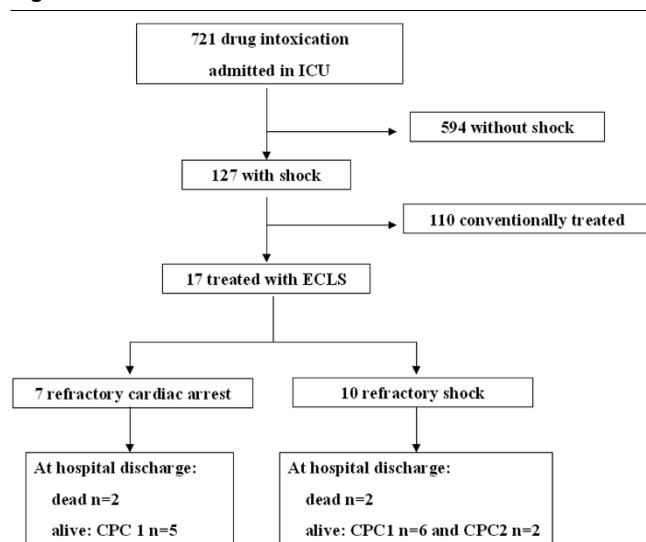 721 drug intoxication
admitted in ICU
594 without shock
127 with shock
110 conventionally treated
17 treated with ECLS
7 refractory cardiac arrest
10 refractory shock
At hospital discharge:
dead n=2
alive: CPC 1 n=5
At hospital discharge:
dead n=2
alive: CPC1 n=6 and CPC2 n=2